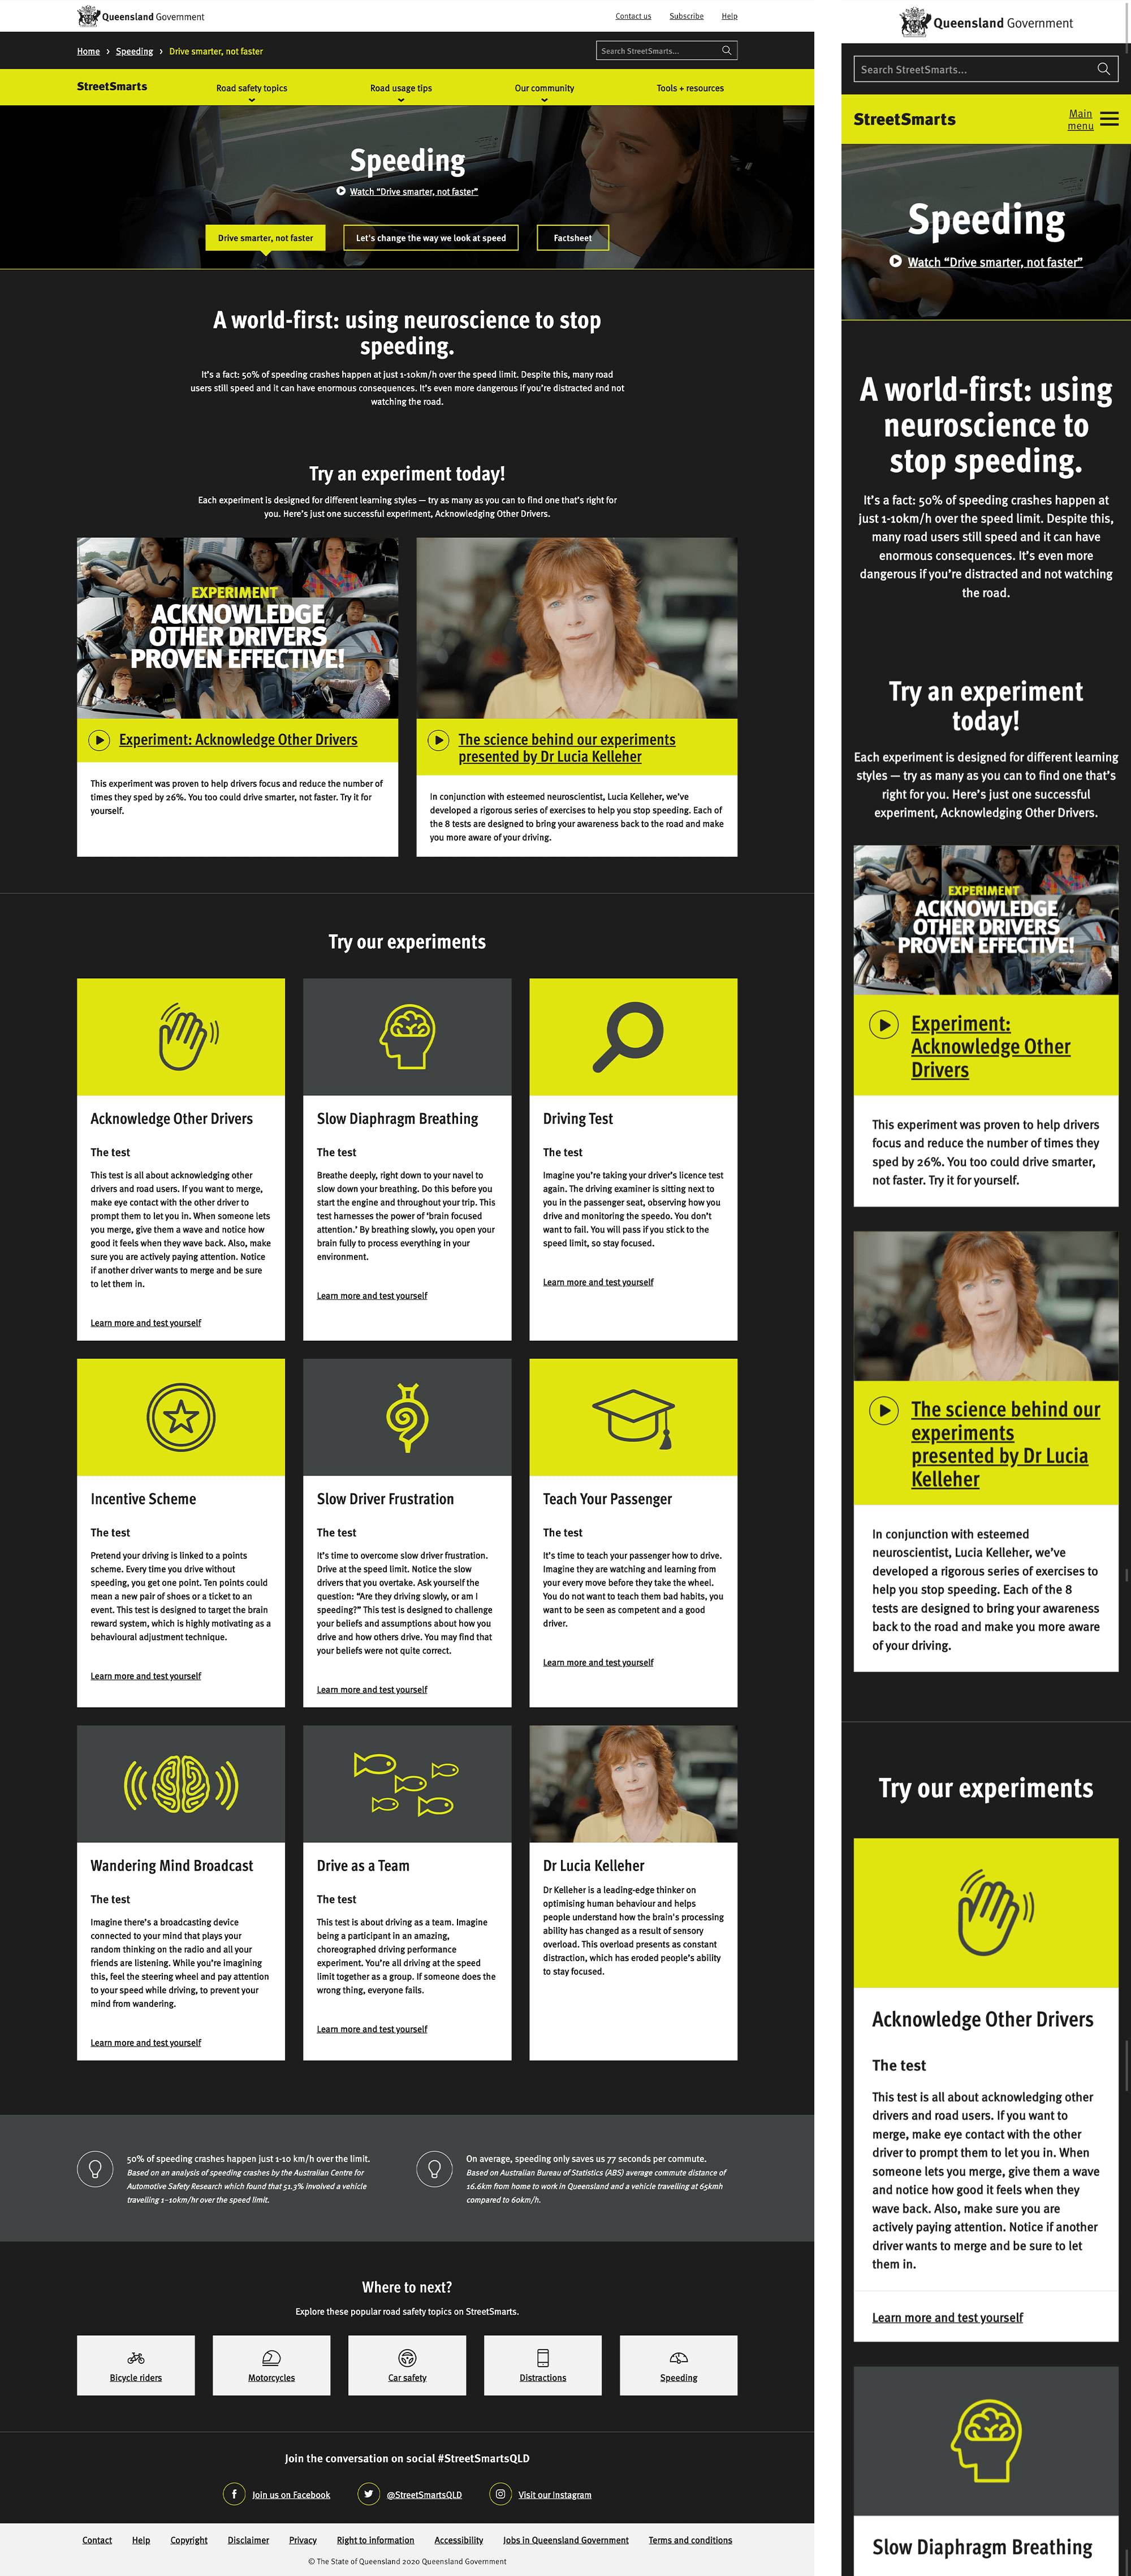 Queensland Government
Contact us
Subscribe
Help
Home › Speeding › Drive smarter, not faster
Search StreetSmarts...
StreetSmarts
Road safety topics
Road usage tips
Our community
Tools + resources
Speeding
Watch “Drive smarter, not faster”
Drive smarter, not faster
Let's change the way we look at speed
Factsheet
A world-first: using neuroscience to stop
speeding.
It's a fact: 50% of speeding crashes happen at just 1-10km/h over the speed limit. Despite this, many road
users still speed and it can have enormous consequences. It's even more dangerous if you're distracted and not
watching the road.
Try an experiment today!
Each experiment is designed for different learning styles — try as many as you can to find one that's right for
you. Here's just one successful experiment, Acknowledging Other Drivers.
EXPERIMENT
ACKNOWLEDGE
OTHER DRIVERS
PROVEN EFFECTIVE!
Experiment: Acknowledge Other Drivers
This experiment was proven to help drivers focus and reduce the number of
times they sped by 26%. You too could drive smarter, not faster. Try it for
yourself.
The science behind our experiments
presented by Dr Lucia Kelleher
In conjunction with esteemed neuroscientist, Lucia Kelleher, we've
developed a rigorous series of exercises to help you stop speeding. Each of
the 8 tests are designed to bring your awareness back to the road and make
you more aware of your driving.
Try our experiments
Acknowledge Other Drivers
The test
This test is all about acknowledging other
drivers and road users. If you want to merge,
make eye contact with the other driver to
prompt them to let you in. When someone lets
you merge, give them a wave and notice how
good it feels when they wave back. Also, make
sure you are actively paying attention. Notice
if another driver wants to merge and be sure
to let them in.
Learn more and test yourself
Slow Diaphragm Breathing
The test
Breathe deeply, right down to your navel to
slow down your breathing. Do this before you
start the engine and throughout your trip. This
test harnesses the power of ‘brain focused
attention.’ By breathing slowly, you open your
brain fully to process everything in your
environment.
Learn more and test yourself
Driving Test
The test
Imagine you're taking your driver's licence test
again. The driving examiner is sitting next to
you in the passenger seat, observing how you
drive and monitoring the speedo. You don't
want to fail. You will pass if you stick to the
speed limit, so stay focused.
Learn more and test yourself
Incentive Scheme
The test
Pretend your driving is linked to a points
scheme. Every time you drive without
speeding, you get one point. Ten points could
mean a new pair of shoes or a ticket to an
event. This test is designed to target the brain
reward system, which is highly motivating as a
behavioural adjustment technique.
Learn more and test yourself
Slow Driver Frustration
The test
It's time to overcome slow driver frustration.
Drive at the speed limit. Notice the slow
drivers that you overtake. Ask yourself the
question: “Are they driving slowly, or am I
speeding?” This test is designed to challenge
your beliefs and assumptions about how you
drive and how others drive. You may find that
your beliefs were not quite correct.
Learn more and test yourself
Teach Your Passenger
The test
It's time to teach your passenger how to drive.
Imagine they are watching and learning from
your every move before they take the wheel.
You do not want to teach them bad habits, you
want to be seen as competent and a good
driver.
Learn more and test yourself
Wandering Mind Broadcast
The test
Imagine there's a broadcasting device
connected to your mind that plays your
random thinking on the radio and all your
friends are listening. While you're imagining
this, feel the steering wheel and pay attention
to your speed while driving, to prevent your
mind from wandering.
Learn more and test yourself
Drive as a Team
The test
This test is about driving as a team. Imagine
being a participant in an amazing,
choreographed driving performance
experiment. You're all driving at the speed
limit together as a group. If someone does the
wrong thing, everyone fails.
Learn more and test yourself
Dr Lucia Kelleher
Dr Kelleher is a leading-edge thinker on
optimising human behaviour and helps
people understand how the brain's processing
ability has changed as a result of sensory
overload. This overload presents as constant
distraction, which has eroded people's ability
to stay focused.
50% of speeding crashes happen just 1-10 km/h over the limit.
Based on an analysis of speeding crashes by the Australian Centre for
Automotive Safety Research which found that 51.3% involved a vehicle
travelling 1–10km/hr over the speed limit.
On average, speeding only saves us 77 seconds per commute.
Based on Australian Bureau of Statistics (ABS) average commute distance of
16.6km from home to work in Queensland and a vehicle travelling at 65kmh
compared to 60km/h.
Where to next?
Explore these popular road safety topics on StreetSmarts.
Bicycle riders
Motorcycles
Car safety
Distractions
Speeding
Join the conversation on social #StreetSmartsQLD
Join us on Facebook
@StreetSmartsQLD
Visit our Instagram
Contact
Help
Copyright
Disclaimer
Privacy
Right to information
Accessibility
Jobs in Queensland Government
Terms and conditions
© The State of Queensland 2020 Queensland Government
Queensland Government
Search StreetSmarts...
StreetSmarts
Main
menu
Speeding
Watch “Drive smarter, not faster”
A world-first: using
neuroscience to
stop speeding.
It's a fact: 50% of speeding crashes happen at
just 1-10km/h over the speed limit. Despite this,
many road users still speed and it can have
enormous consequences. It's even more
dangerous if you're distracted and not watching
the road.
Try an experiment
today!
Each experiment is designed for different learning
styles — try as many as you can to find one that's
right for you. Here's just one successful
experiment, Acknowledging Other Drivers.
EXPERIMENT
ACKNOWLEDGE
OTHER DRIVERS
PROVEN EFFECTIVE!
Experiment:
Acknowledge Other
Drivers
This experiment was proven to help drivers
focus and reduce the number of times they
sped by 26%. You too could drive smarter,
not faster. Try it for yourself.
The science behind our
experiments
presented by Dr Lucia
Kelleher
In conjunction with esteemed
neuroscientist, Lucia Kelleher, we've
developed a rigorous series of exercises to
help you stop speeding. Each of the 8
tests are designed to bring your awareness
back to the road and make you more aware
of your driving.
Try our experiments
Acknowledge Other Drivers
The test
This test is all about acknowledging other
drivers and road users. If you want to
merge, make eye contact with the other
driver to prompt them to let you in. When
someone lets you merge, give them a wave
and notice how good it feels when they
wave back. Also, make sure you are
actively paying attention. Notice if another
driver wants to merge and be sure to let
them in.
Learn more and test yourself
Slow Diaphragm Breathing